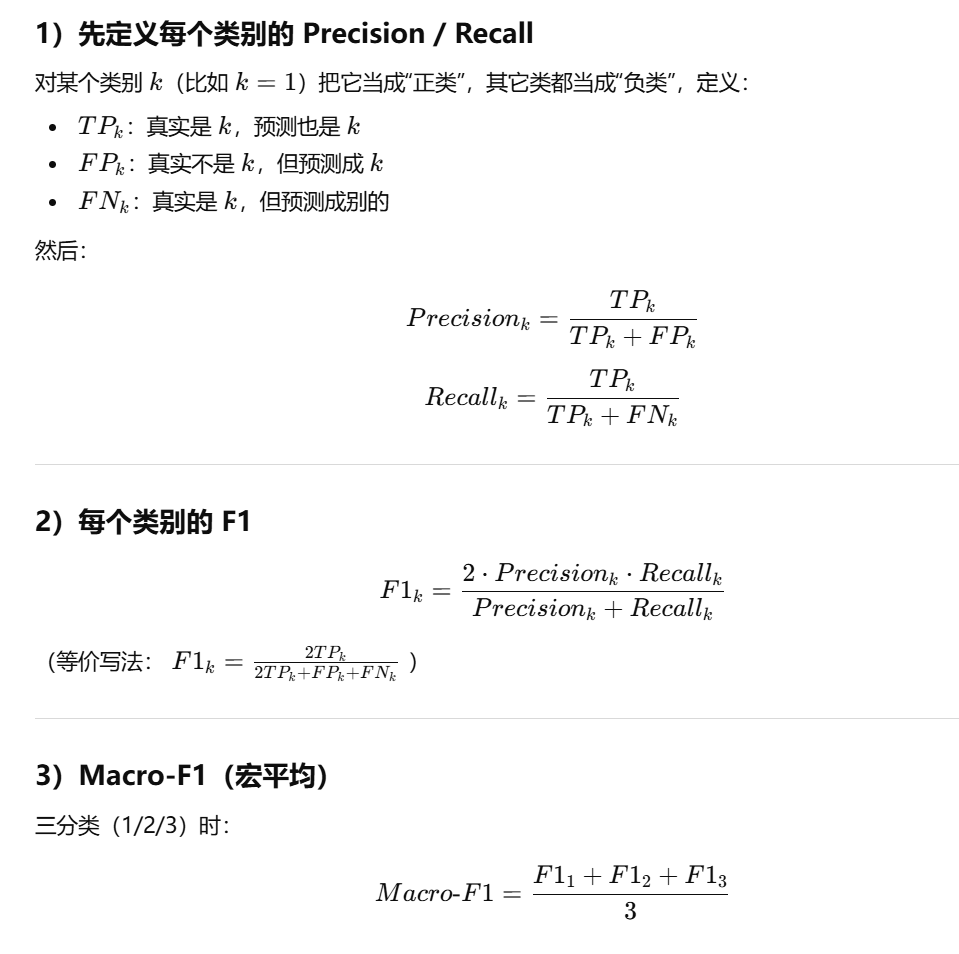 1）先定义每个类别的 Precision / Recall
对某个类别 k（比如 k = 1）把它当成“正类”，其它类都当成“负类”，定义：
• TP_k：真实是 k，预测也是 k
• FP_k：真实不是 k，但预测成 k
• FN_k：真实是 k，但预测成别的
然后：
Precision_k = \frac{TP_k}{TP_k + FP_k}
Recall_k = \frac{TP_k}{TP_k + FN_k}
2）每个类别的 F1
F1_k = \frac{2 · Precision_k · Recall_k}{Precision_k + Recall_k}
（等价写法： F1_k = \frac{2TP_k}{2TP_k+FP_k+FN_k} ）
3）Macro-F1（宏平均）
三分类（1/2/3）时：
Macro-F1 = \frac{F1_1 + F1_2 + F1_3}{3}